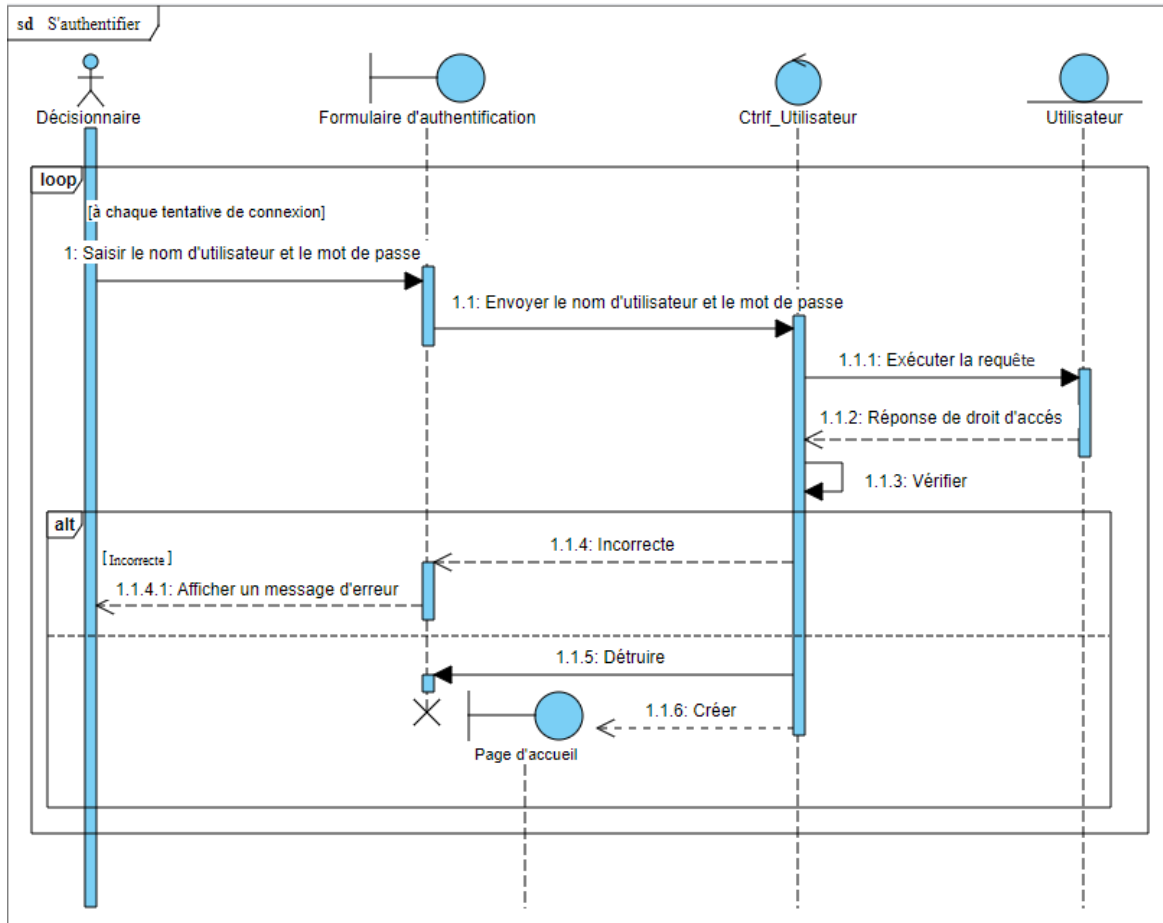 sd S'authentifier
Décisionnaire
Formulaire d'authentification
Ctrlf_Utilisateur
Utilisateur
loop
[à chaque tentative de connexion]
1: Saisir le nom d'utilisateur et le mot de passe
1.1: Envoyer le nom d'utilisateur et le mot de passe
1.1.1: Exécuter la requête
1.1.2: Réponse de droit d'accés
1.1.3: Vérifier
alt
[ Incorrecte ]
1.1.4: Incorrecte
1.1.4.1: Afficher un message d'erreur
1.1.5: Détruire
1.1.6: Créer
Page d'accueil